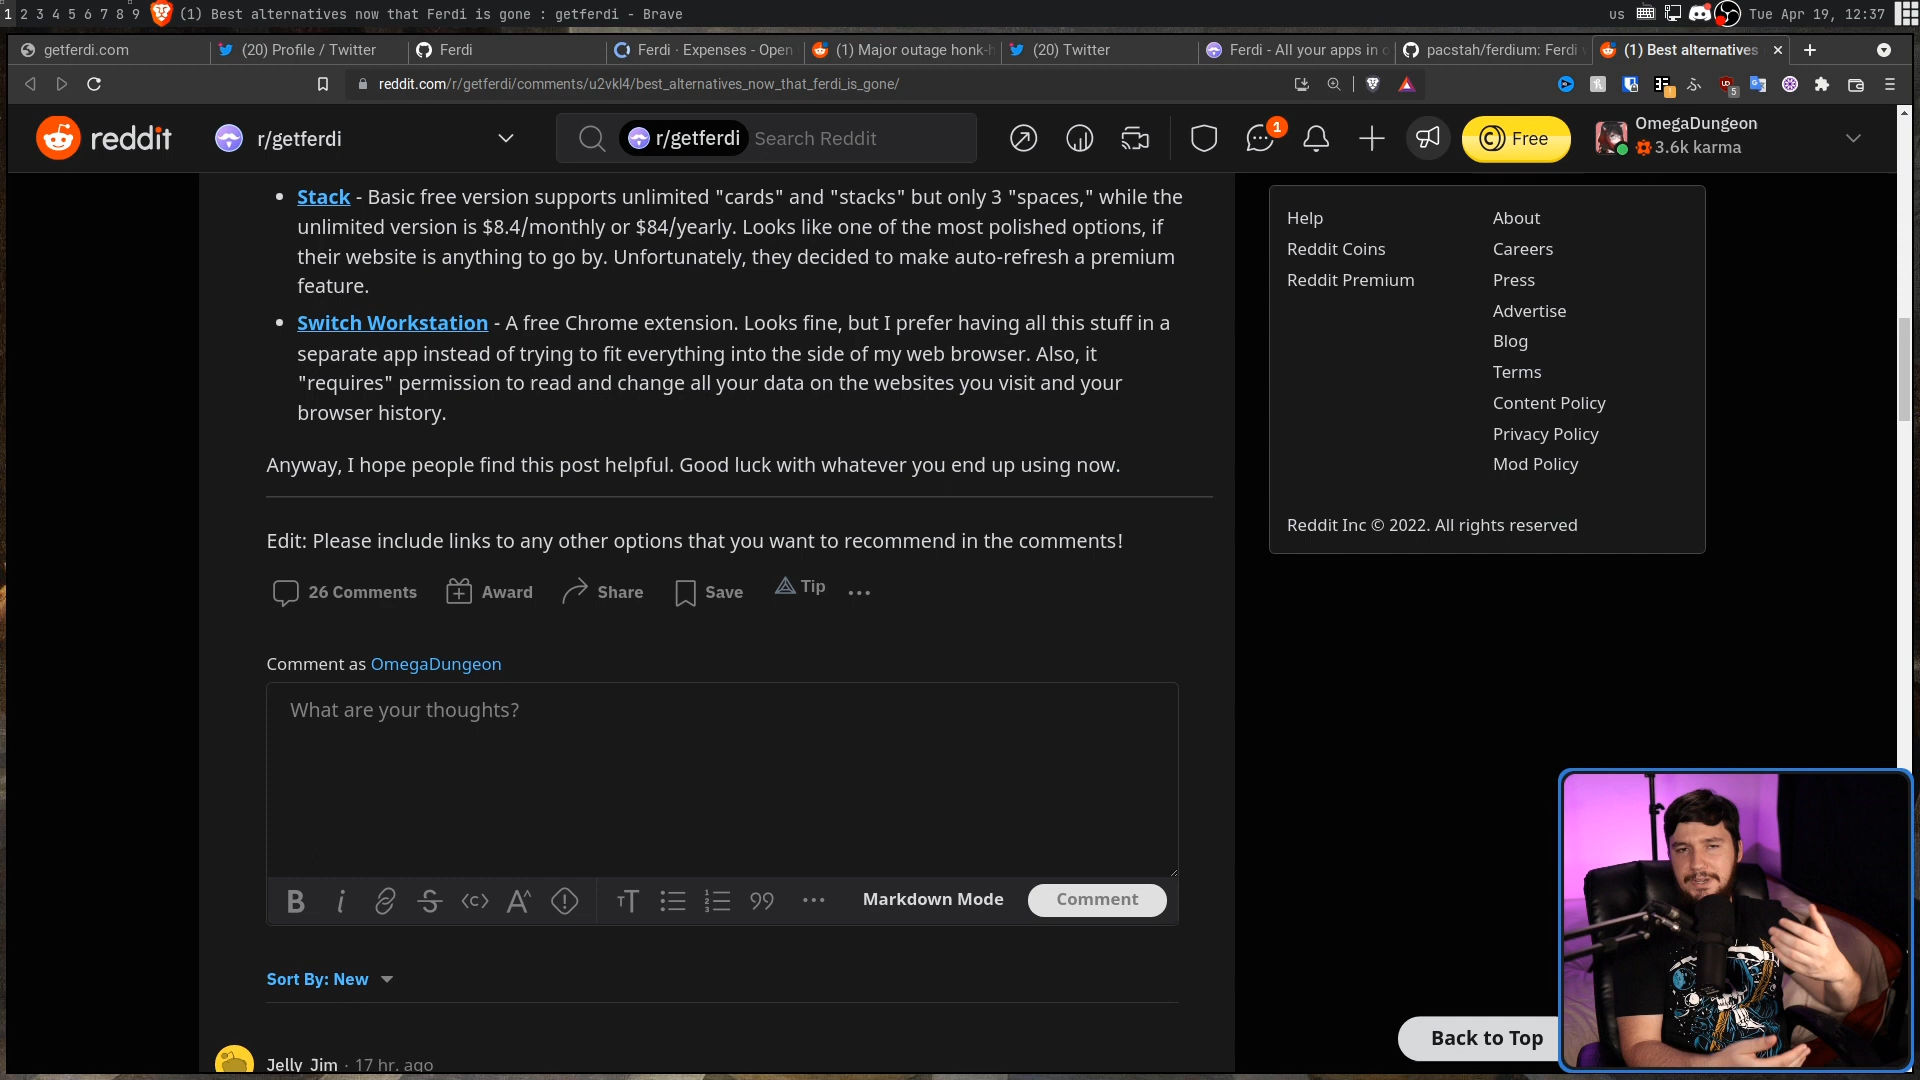 1 2 3 4 5 6 7 8 9 (1) Best alternatives now that Ferdi is gone : getferdi - Brave us Tue Apr 19, 12:37
getferdi.com (20) Profile / Twitter Ferdi Ferdi · Expenses - Open (1) Major outage honk-h (20) Twitter Ferdi - All your apps in o pacstah/ferdium: Ferdi (1) Best alternatives
reddit.com/r/getferdi/comments/u2vkl4/best_alternatives_now_that_ferdi_is_gone/
reddit r/getferdi r/getferdi Search Reddit 1 Free OmegaDungeon
3.6k karma
Stack - Basic free version supports unlimited "cards" and "stacks" but only 3 "spaces," while the
unlimited version is $8.4/monthly or $84/yearly. Looks like one of the most polished options, if
their website is anything to go by. Unfortunately, they decided to make auto-refresh a premium
feature.
Switch Workstation - A free Chrome extension. Looks fine, but I prefer having all this stuff in a
separate app instead of trying to fit everything into the side of my web browser. Also, it
"requires" permission to read and change all your data on the websites you visit and your
browser history.
Anyway, I hope people find this post helpful. Good luck with whatever you end up using now.
Edit: Please include links to any other options that you want to recommend in the comments!
26 Comments Award Share Save Tip
Comment as OmegaDungeon
What are your thoughts?
Markdown Mode Comment
Sort By: New
Jelly_Jim · 17 hr. ago
Help About
Reddit Coins Careers
Reddit Premium Press
Advertise
Blog
Terms
Content Policy
Privacy Policy
Mod Policy
Reddit Inc © 2022. All rights reserved
Back to Top